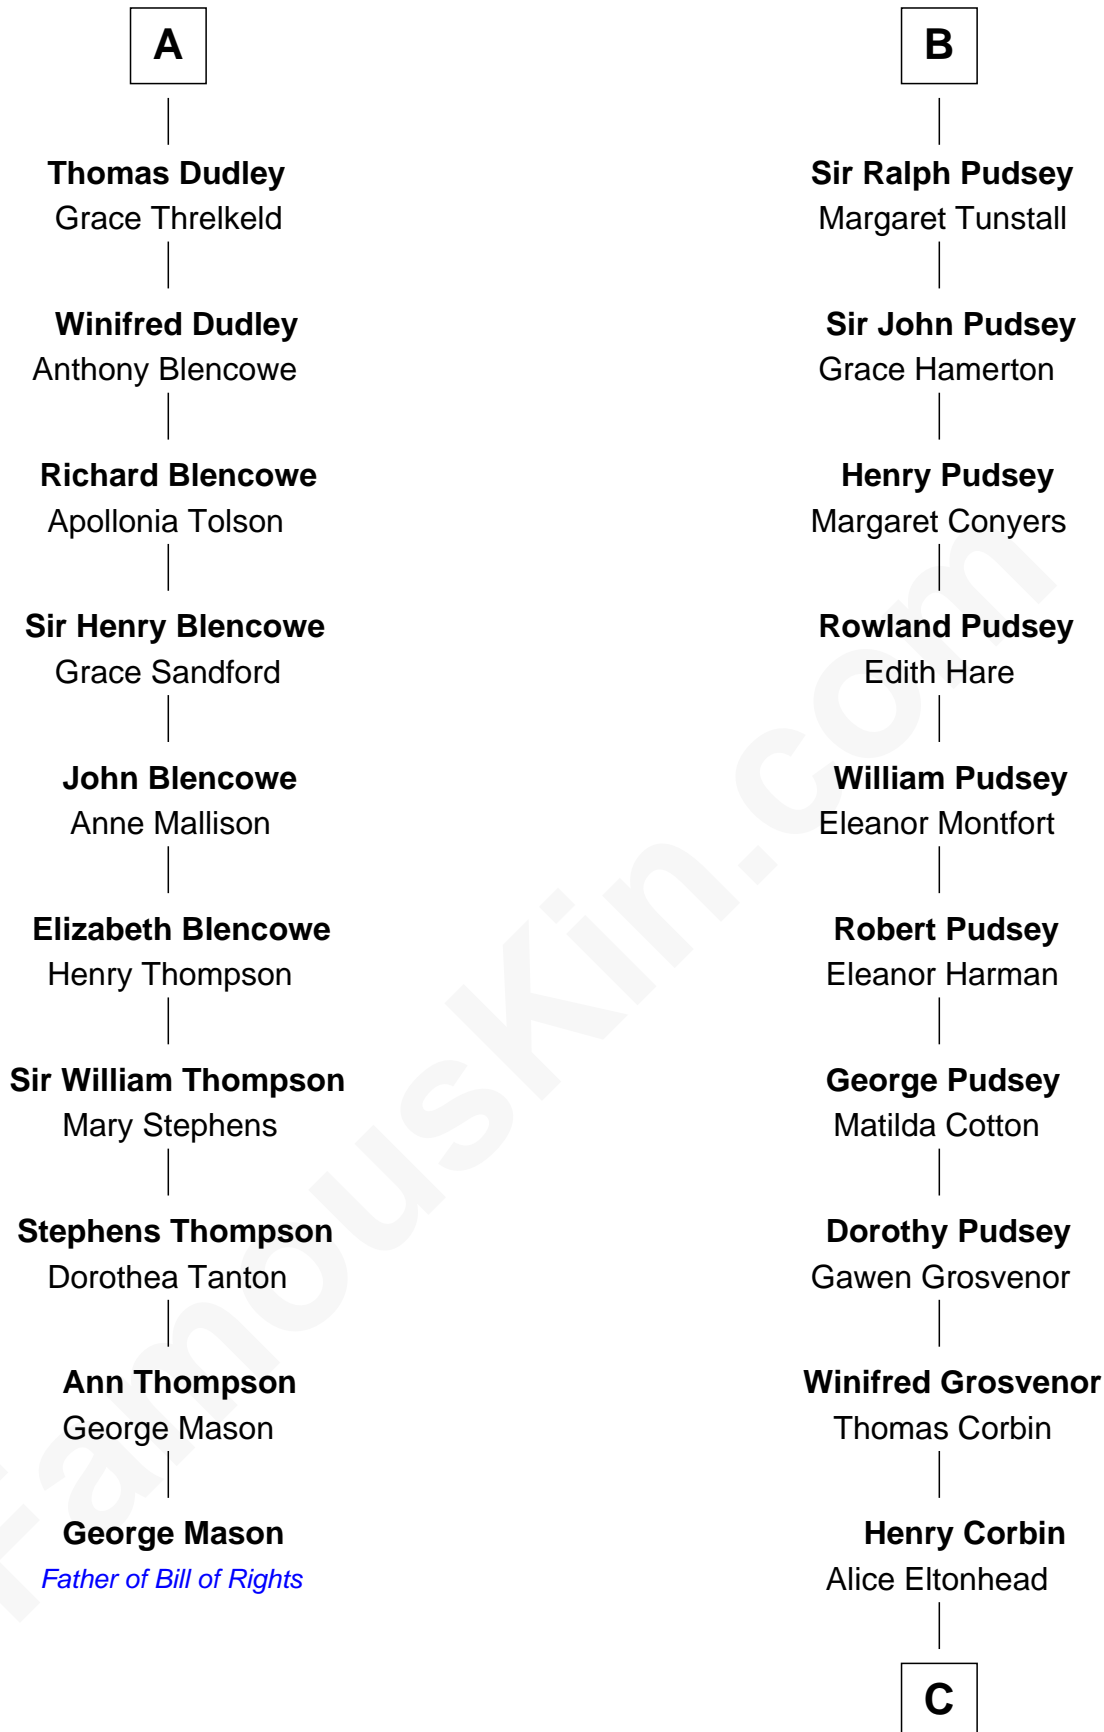 A
Thomas Dudley
Grace Threlkeld
Winifred Dudley
Anthony Blencowe
Richard Blencowe
Apollonia Tolson
Sir Henry Blencowe
Grace Sandford
John Blencowe
Anne Mallison
Elizabeth Blencowe
Henry Thompson
Sir William Thompson
Mary Stephens
Stephens Thompson
Dorothea Tanton
Ann Thompson
George Mason
George Mason
Father of Bill of Rights
B
Sir Ralph Pudsey
Margaret Tunstall
Sir John Pudsey
Grace Hamerton
Henry Pudsey
Margaret Conyers
Rowland Pudsey
Edith Hare
William Pudsey
Eleanor Montfort
Robert Pudsey
Eleanor Harman
George Pudsey
Matilda Cotton
Dorothy Pudsey
Gawen Grosvenor
Winifred Grosvenor
Thomas Corbin
Henry Corbin
Alice Eltonhead
C
FamousKin.com